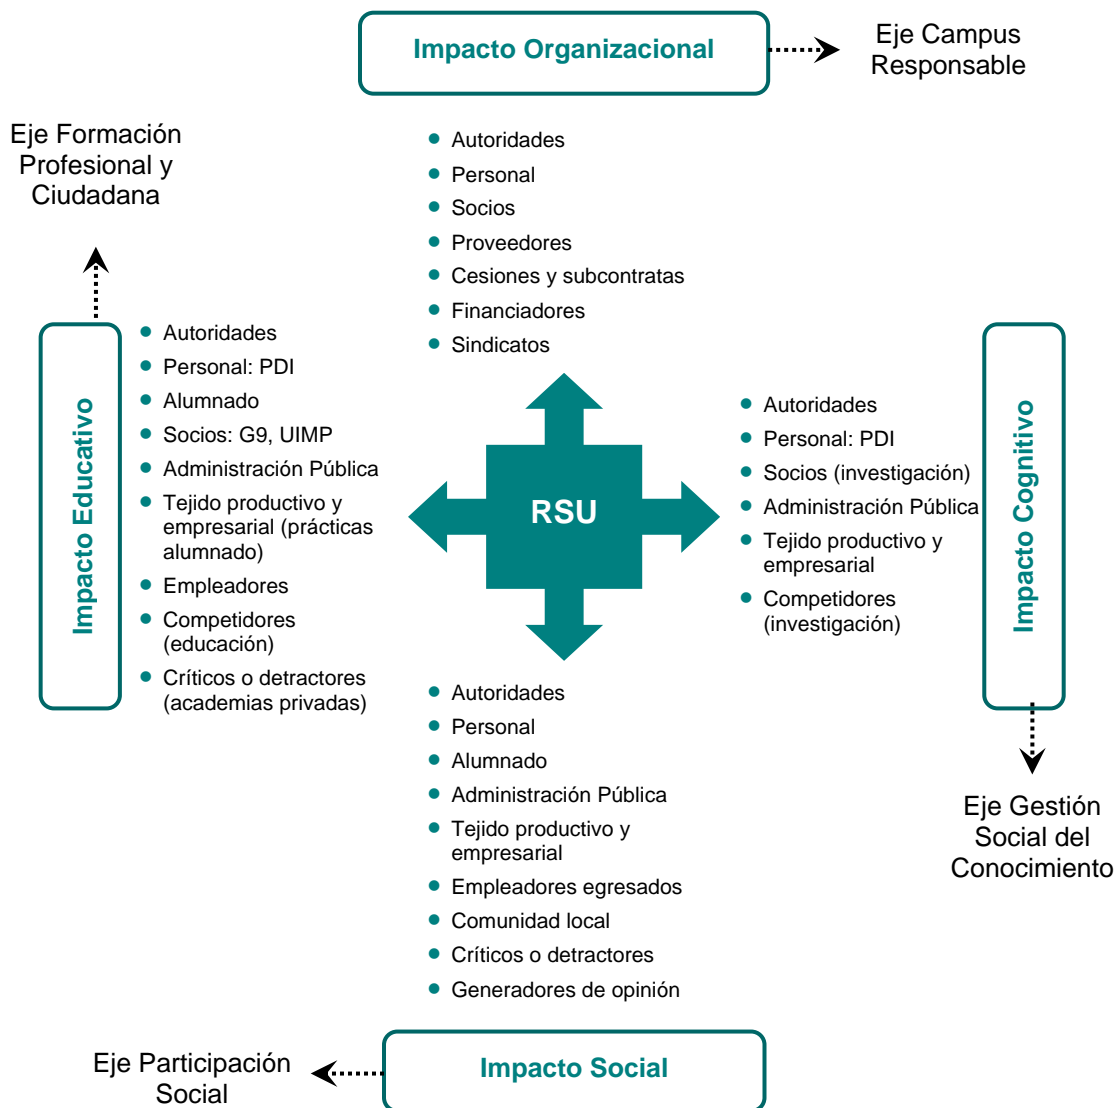 Impacto Organizacional
Eje Campus
Responsable
Eje Formación
Profesional y
Ciudadana
Autoridades
Personal
Socios
Proveedores
Cesiones y subcontratas
Financiadores
Sindicatos
Impacto Educativo
Autoridades
Personal: PDI
Alumnado
Socios: G9, UIMP
Administración Pública
Tejido productivo y
empresarial (prácticas
alumnado)
Empleadores
Competidores
(educación)
Críticos o detractores
(academias privadas)
RSU
Autoridades
Personal: PDI
Socios (investigación)
Administración Pública
Tejido productivo y
empresarial
Competidores
(investigación)
Impacto Cognitivo
Eje Gestión
Social del
Conocimiento
Autoridades
Personal
Alumnado
Administración Pública
Tejido productivo y
empresarial
Empleadores egresados
Comunidad local
Críticos o detractores
Generadores de opinión
Impacto Social
Eje Participación
Social